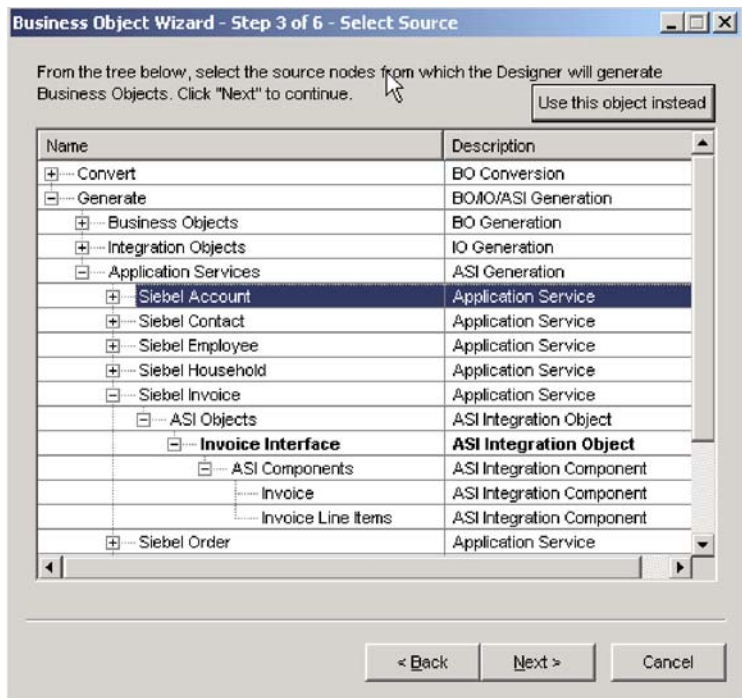 Business Object Wizard - Step 3 of 6 - Select Source
From the tree below, select the source nodes from which the Designer will generate
Business Objects. Click "Next" to continue.
Use this object instead
Name Description
Convert BO Conversion
Generate BO/IO/ASI Generation
Business Objects BO Generation
Integration Objects IO Generation
Application Services ASI Generation
Siebel Account Application Service
Siebel Contact Application Service
Siebel Employee Application Service
Siebel Household Application Service
Siebel Invoice Application Service
ASI Objects ASI Integration Object
Invoice Interface ASI Integration Object
ASI Components ASI Integration Component
Invoice ASI Integration Component
Invoice Line Items ASI Integration Component
Siebel Order Application Service
< Back Next > Cancel